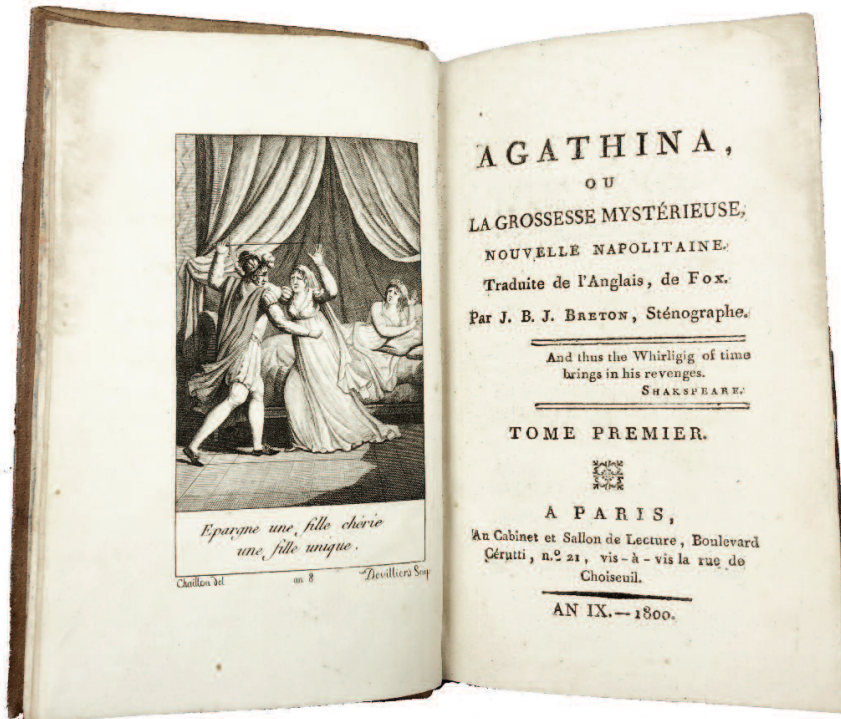 Epargne une fille chérie
une fille unique.
Chaillon del an 8 Devilliers Sculp
AGATHINA,
OU
LA GROSSESSE MYSTÉRIEUSE,
NOUVELLE NAPOLITAINE.
Traduite de l'Anglais, de Fox.
Par J. B. J. BRETON, Sténographe.
And thus the Whirligig of time
brings in his revenges.
SHAKSPEARE.
TOME PREMIER.
A PARIS,
Au Cabinet et Sallon de Lecture, Boulevard
Cérutti, n.º 21, vis-à-vis la rue de
Choiseuil.
AN IX.—1800.